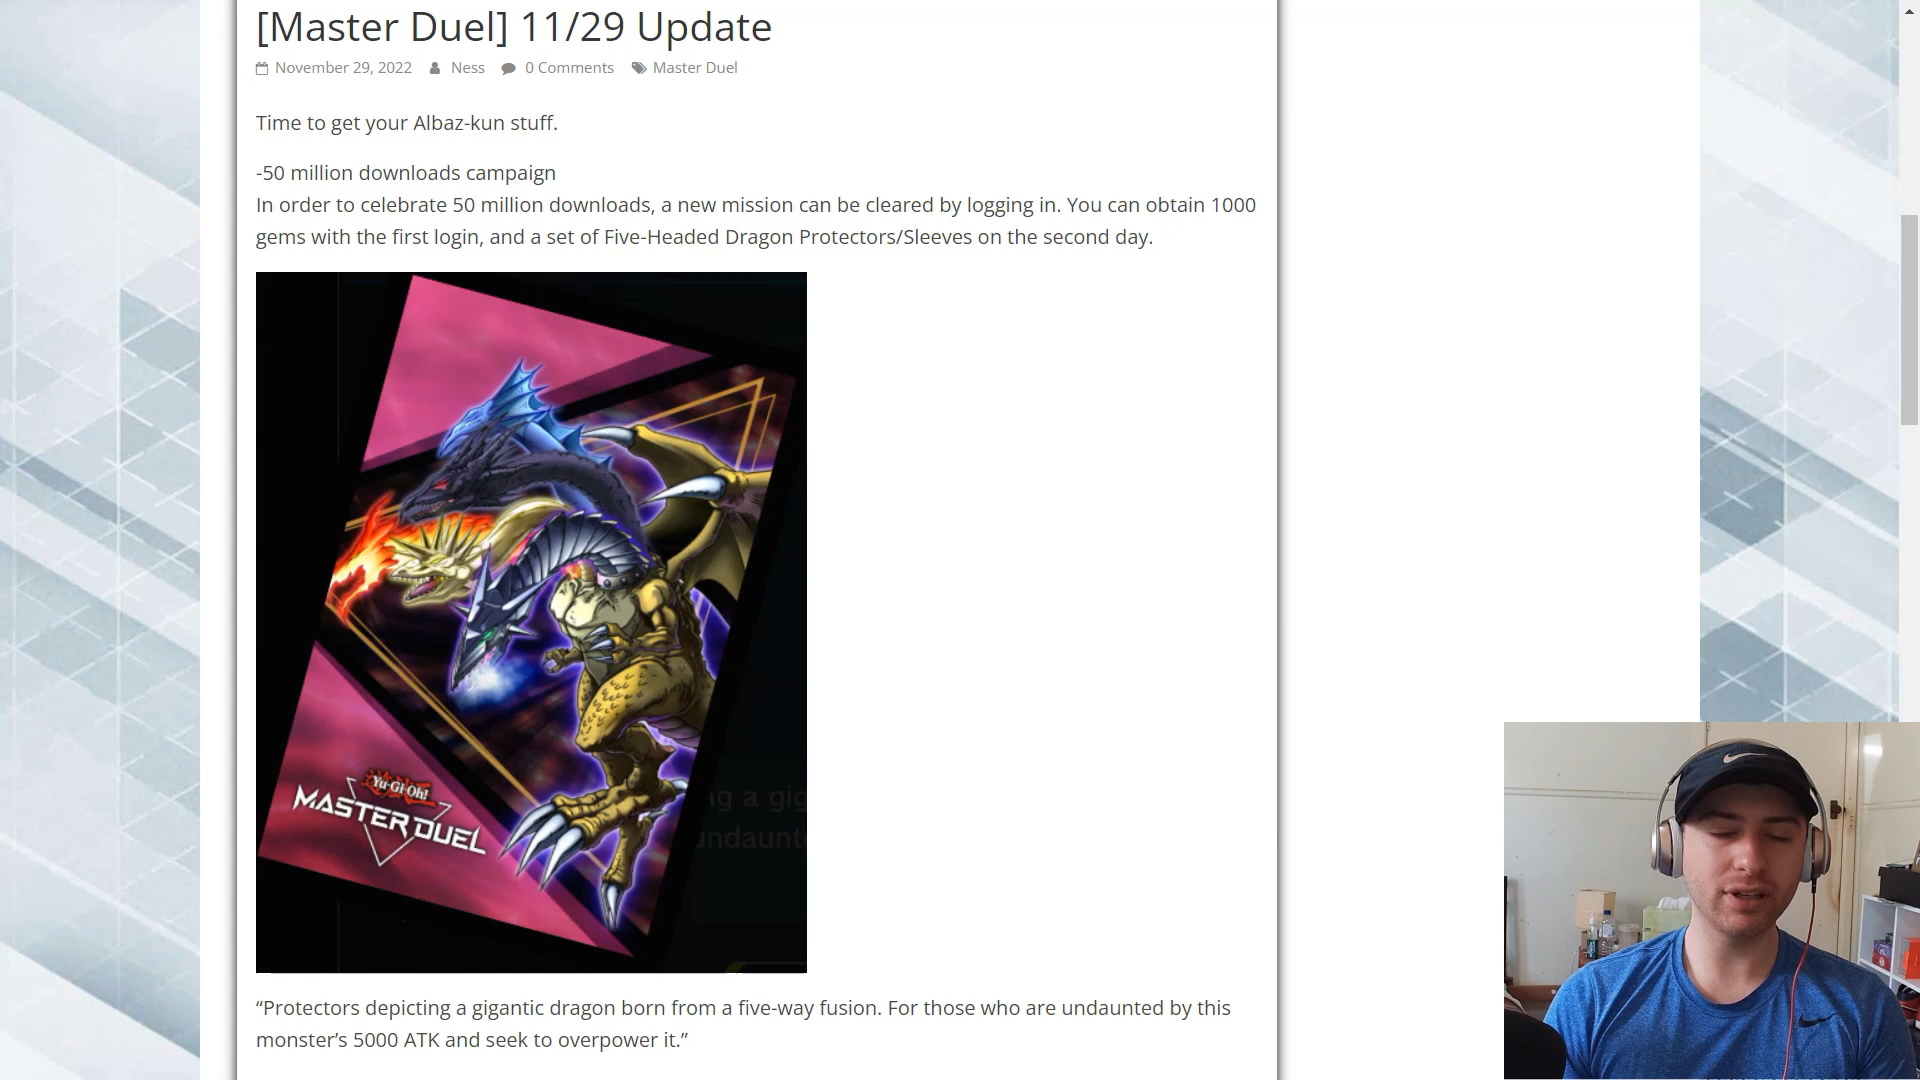 [Master Duel] 11/29 Update
November 29, 2022 Ness 0 Comments Master Duel
Time to get your Albaz-kun stuff.
-50 million downloads campaign
In order to celebrate 50 million downloads, a new mission can be cleared by logging in. You can obtain 1000
gems with the first login, and a set of Five-Headed Dragon Protectors/Sleeves on the second day.
Yu-Gi-Oh!
MASTER DUEL
“Protectors depicting a gigantic dragon born from a five-way fusion. For those who are undaunted by this
monster’s 5000 ATK and seek to overpower it.”